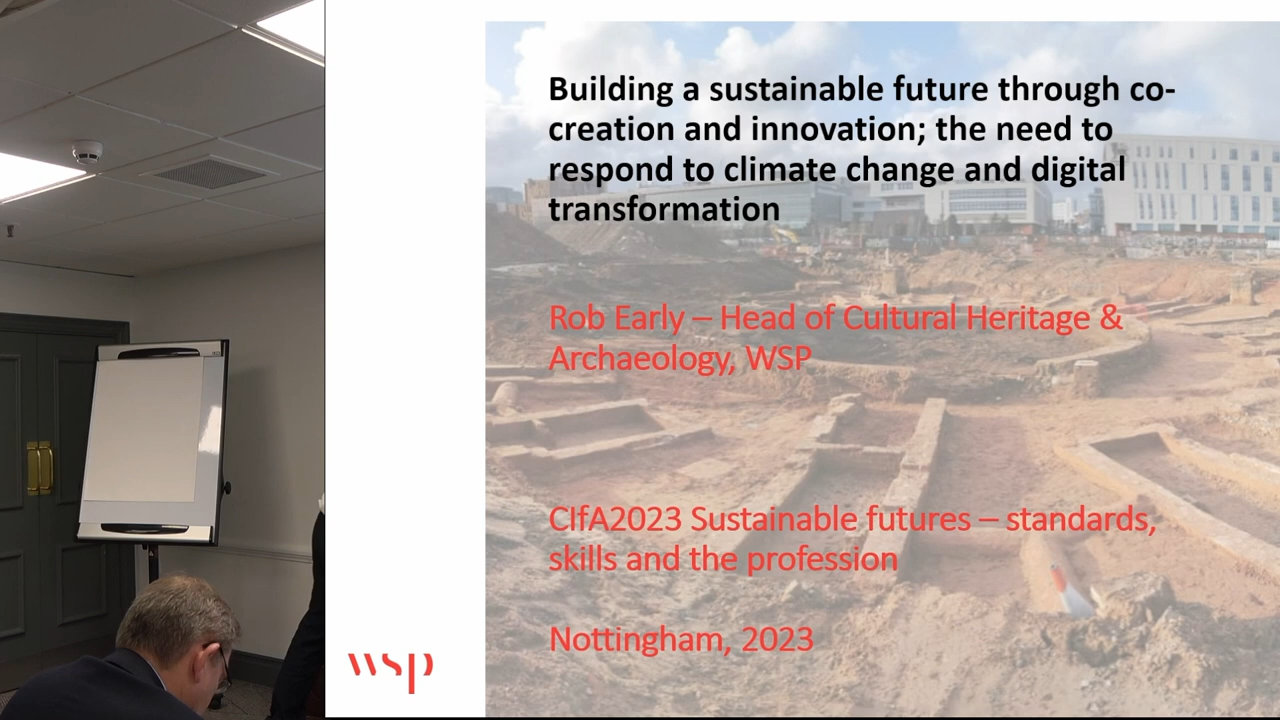 Building a sustainable future through co-
creation and innovation; the need to
respond to climate change and digital
transformation
Rob Early – Head of Cultural Heritage &
Archaeology, WSP
CIfA2023 Sustainable futures – standards,
skills and the profession
Nottingham, 2023
wsp